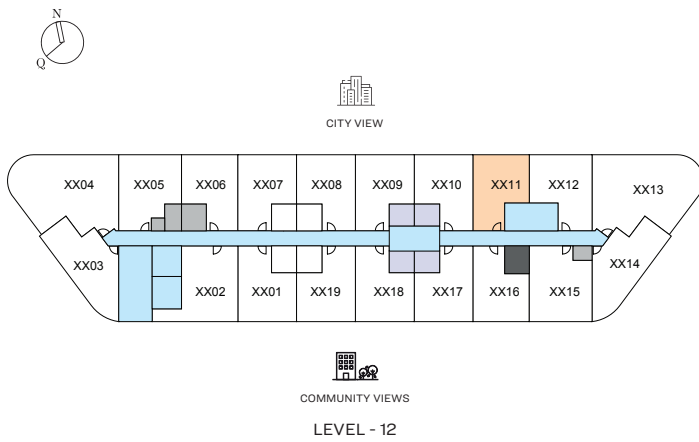 N
Q
CITY VIEW
XX04 XX05 XX06 XX07 XX08 XX09 XX10 XX11 XX12 XX13
XX03 XX02 XX01 XX19 XX18 XX17 XX16 XX15 XX14
COMMUNITY VIEWS
LEVEL - 12